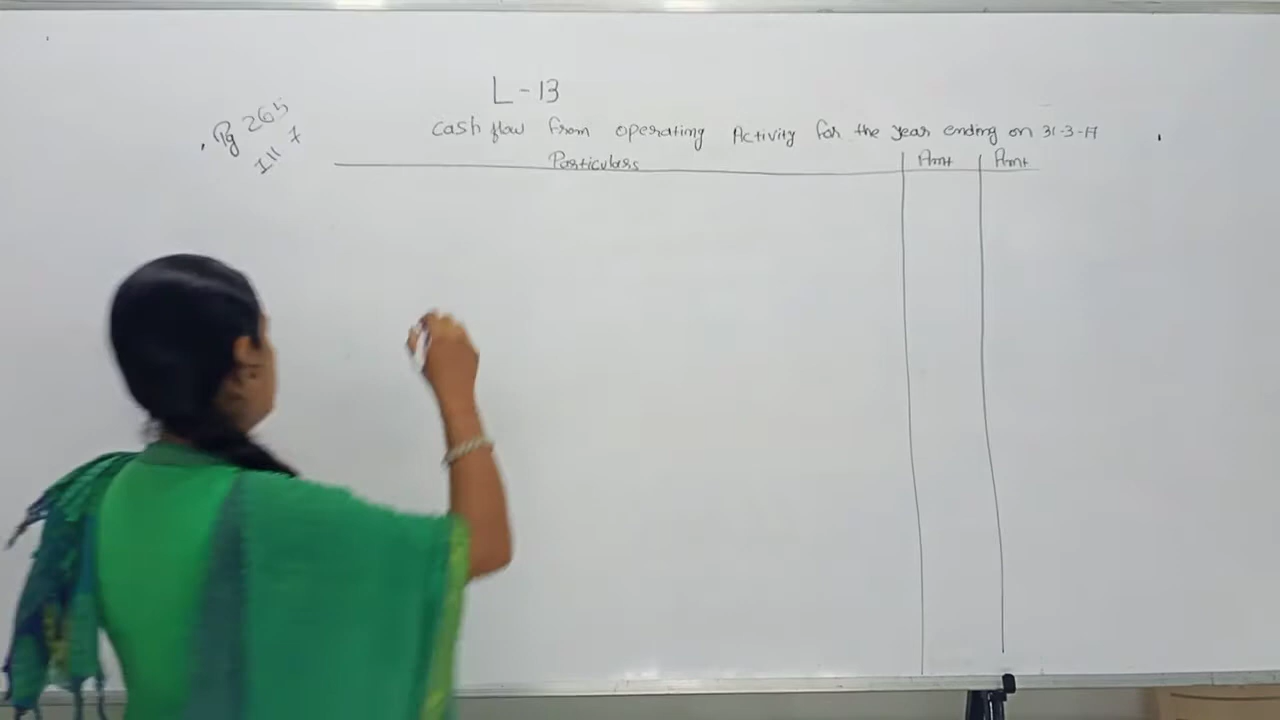 L - 13
Pg 265
Ill 7
Cash flow from operating Activity for the year ending on 31-3-17
Particulars Amt Amt